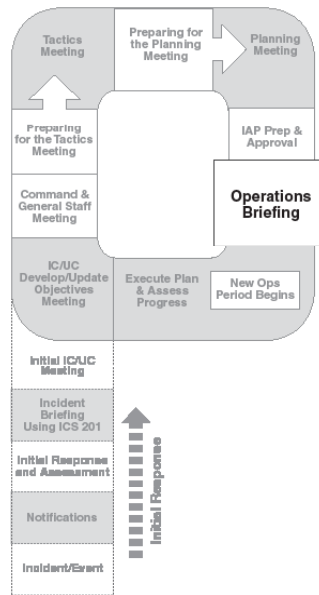 Tactics
Meeting
Preparing for
the Planning
Meeting
Planning
Meeting
Preparing
for the Tactics
Meeting
IAP Prep &
Approval
Command &
General Staff
Meeting
Operations
Briefing
IC/UC
Develop/Update
Objectives
Meeting
Execute Plan
& Assess
Progress
New Ops
Period Begins
Initial IC/UC
Meeting
Incident
Briefing
Using ICS 201
Initial Response
and Assessment
Notifications
Incident/Event
Initial Response